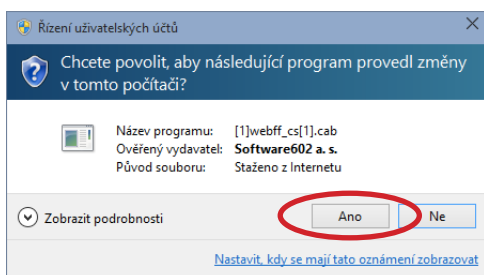 Řízení uživatelských účtů
Chcete povolit, aby následující program provedl změny
v tomto počítači?
Název programu: [1]webff_cs[1].cab
Ověřený vydavatel: Software602 a. s.
Původ souboru: Staženo z Internetu
Zobrazit podrobnosti
Ano
Ne
Nastavit, kdy se mají tato oznámení zobrazovat